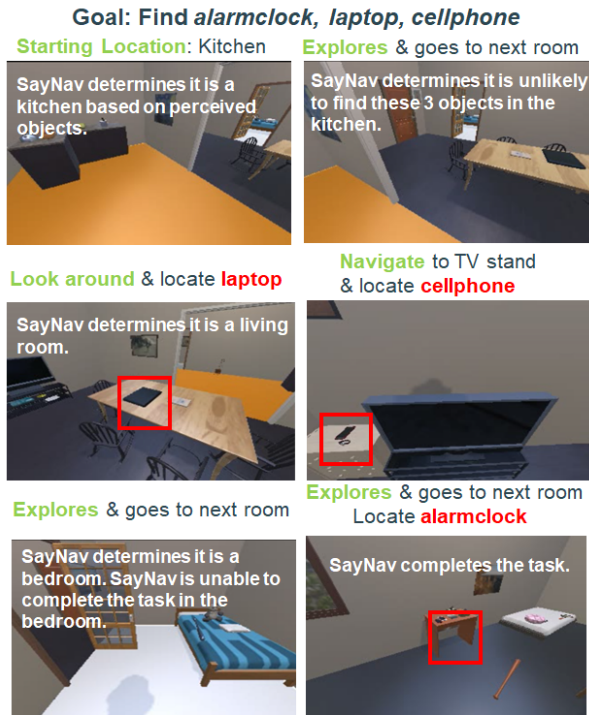 Goal: Find alarmclock, laptop, cellphone
Starting Location: Kitchen
Explores & goes to next room
SayNav determines it is a
kitchen based on perceived
objects.
SayNav determines it is unlikely
to find these 3 objects in the
kitchen.
Look around & locate laptop
Navigate to TV stand
& locate cellphone
SayNav determines it is a living
room.
Explores & goes to next room
Explores & goes to next room
Locate alarmclock
SayNav determines it is a
bedroom. SayNav is unable to
complete the task in the
bedroom.
SayNav completes the task.